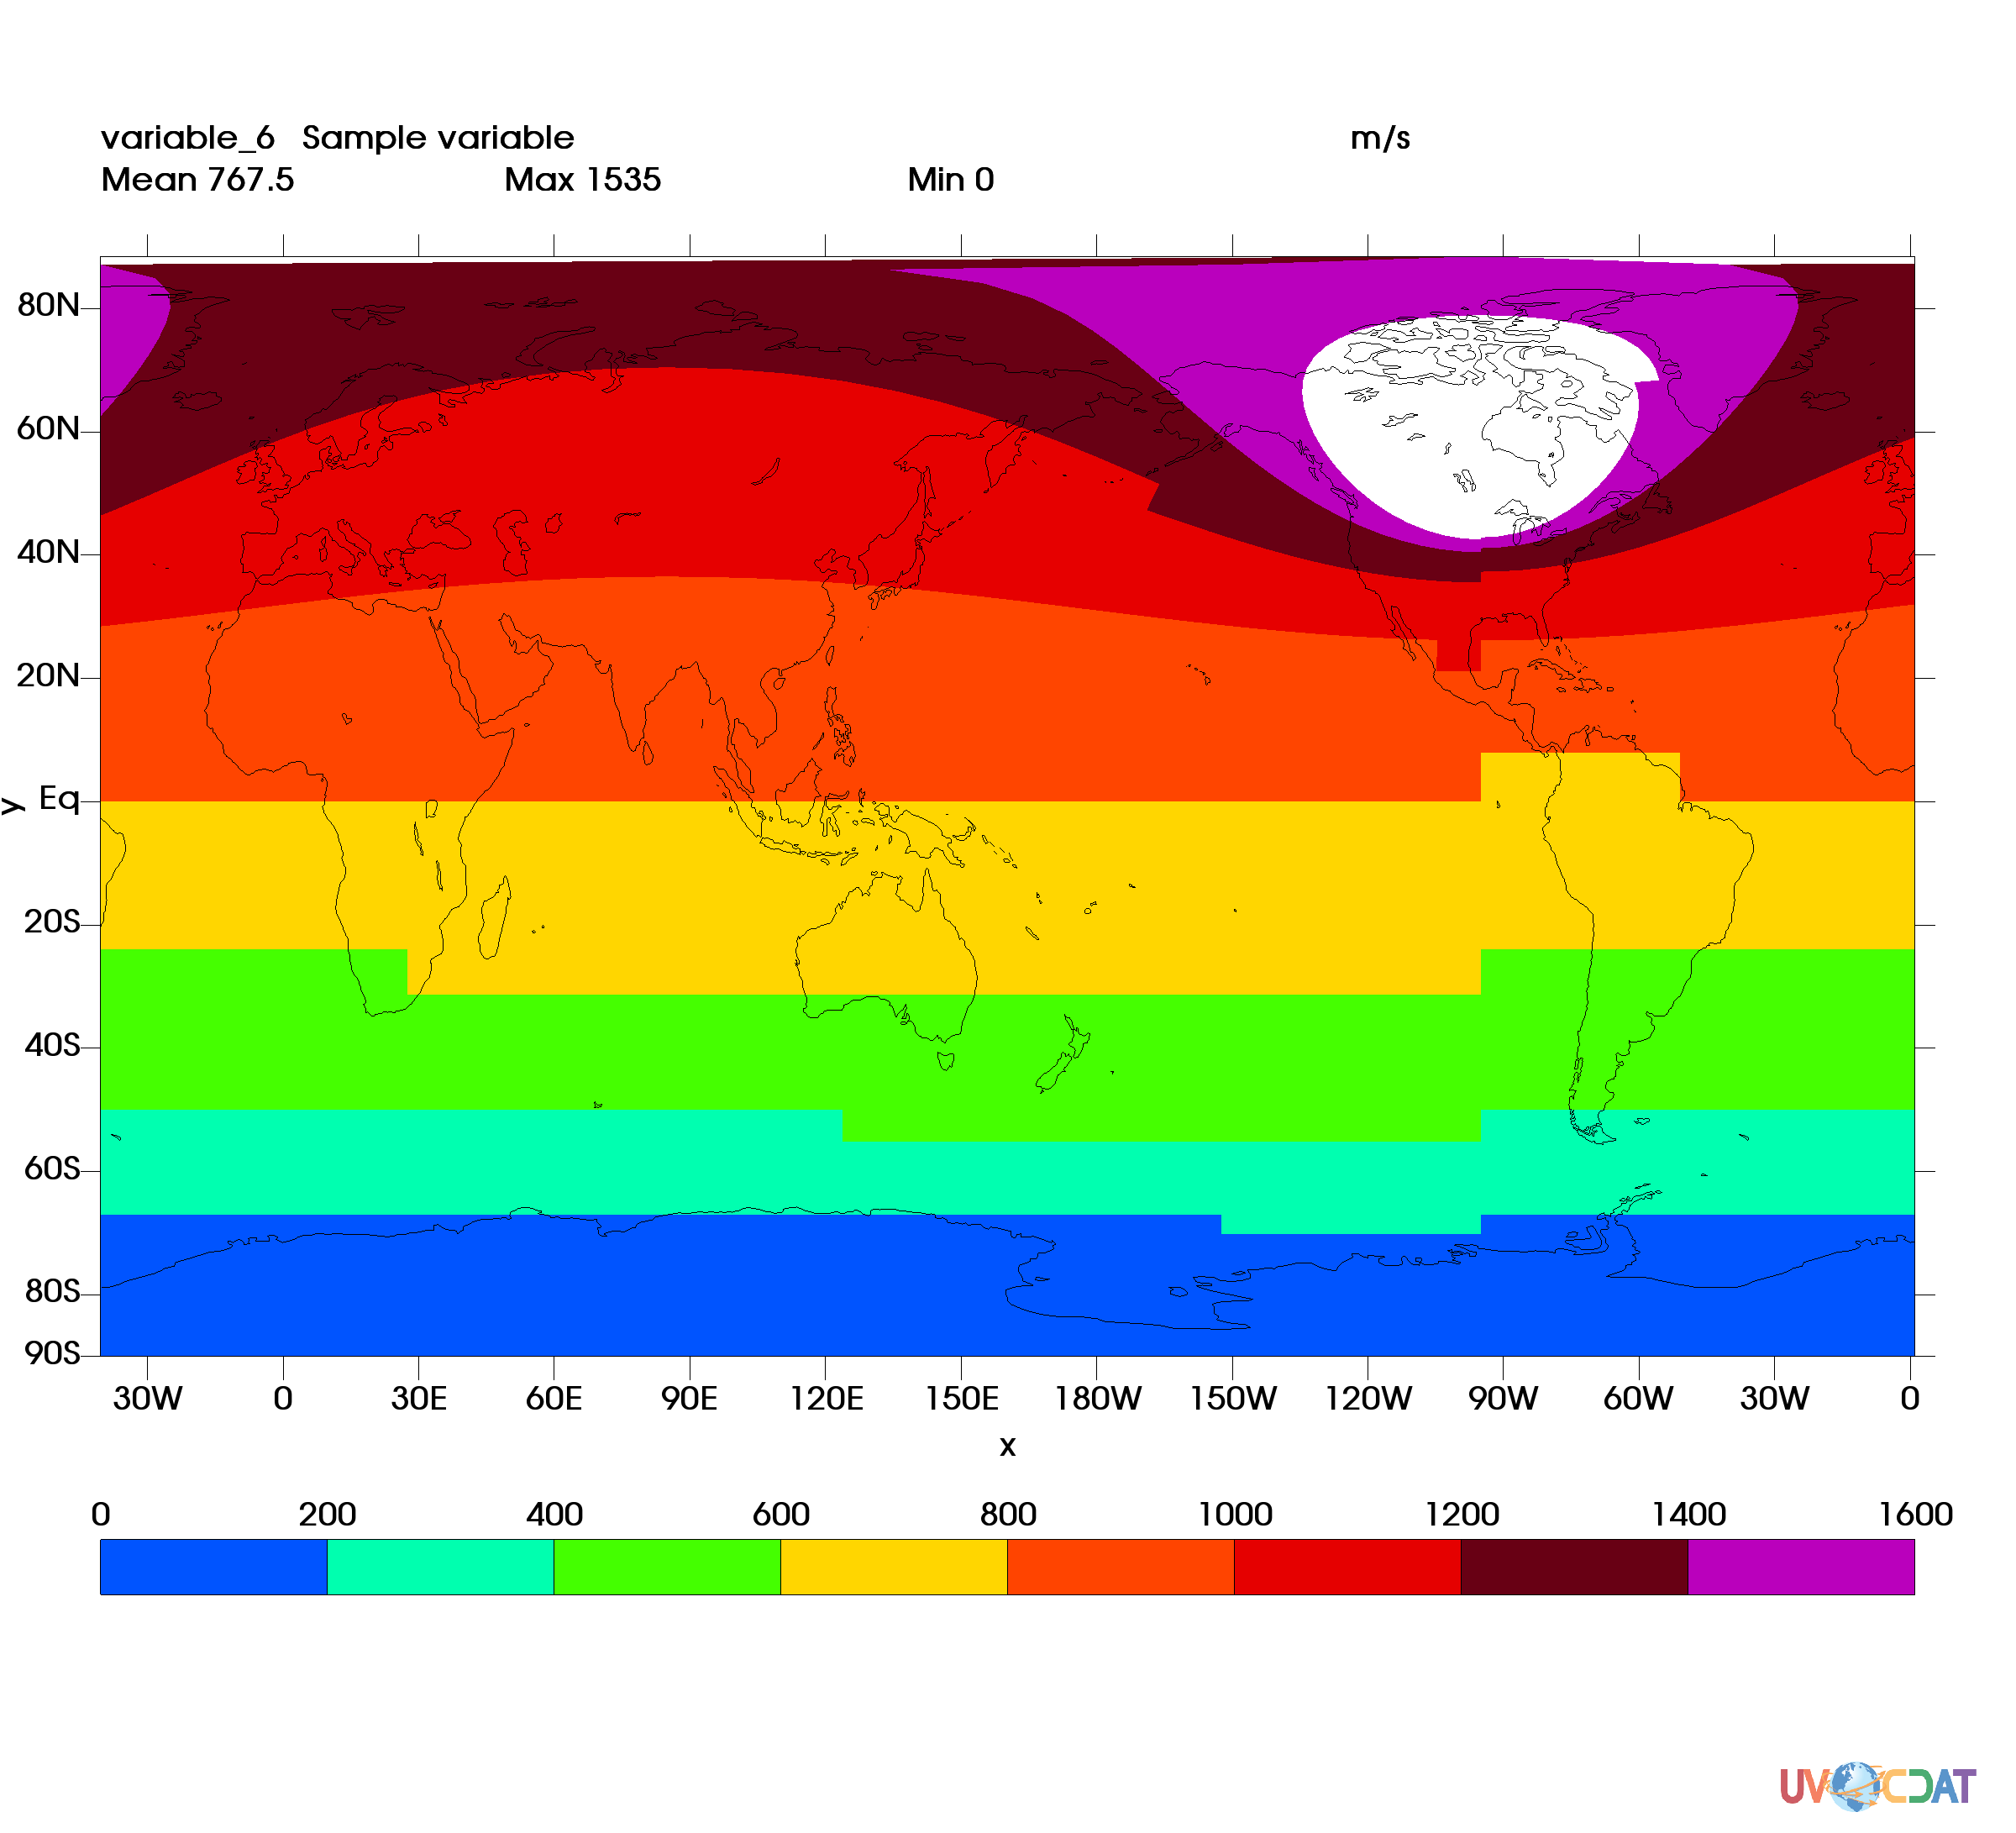 variable_6 Sample variable m/s
Mean 767.5 Max 1535 Min 0
80N
60N
40N
20N
Eq
y
20S
40S
60S
80S
90S
30W 0 30E 60E 90E 120E 150E 180W 150W 120W 90W 60W 30W 0
x
0 200 400 600 800 1000 1200 1400 1600
UV CDAT